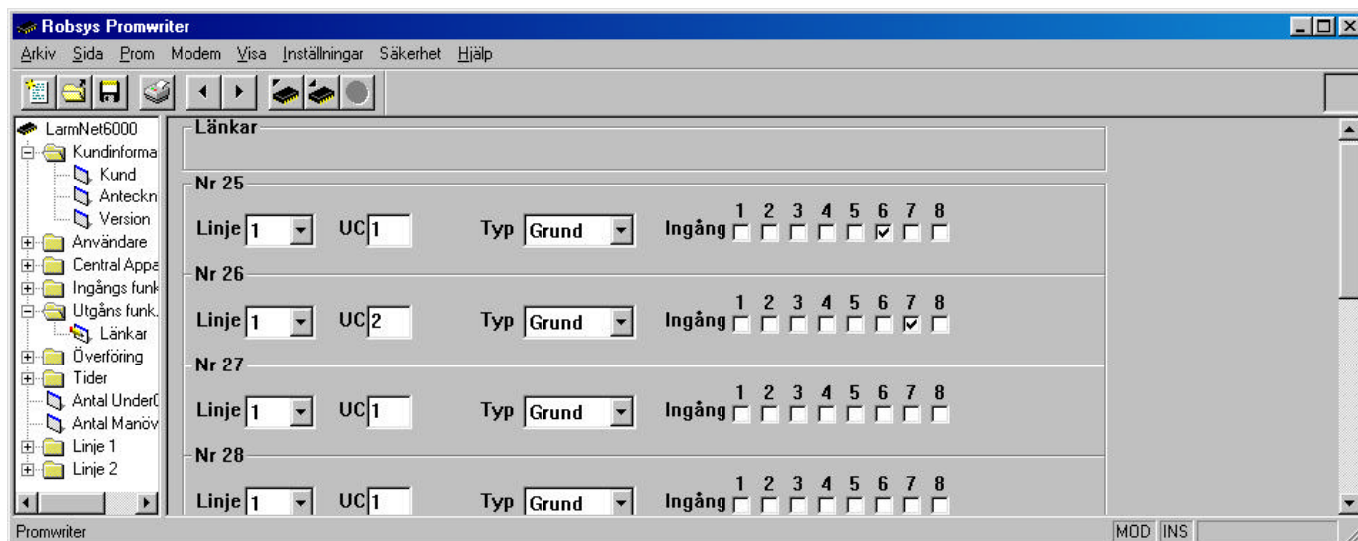 Robsys Promwriter
Arkiv Sida Prom Modem Visa Inställningar Säkerhet Hjälp
LarmNet6000
Kundinforma
Kund
Anteckn
Version
Användare
Central Appa
Ingångs funk
Utgåns funk.
Länkar
Överföring
Tider
Antal Under
Antal Manöv
Linje 1
Linje 2
Länkar
Nr 25
1 2 3 4 5 6 7 8
Linje 1 UC 1 Typ Grund Ingång
Nr 26
1 2 3 4 5 6 7 8
Linje 1 UC 2 Typ Grund Ingång
Nr 27
1 2 3 4 5 6 7 8
Linje 1 UC 1 Typ Grund Ingång
Nr 28
1 2 3 4 5 6 7 8
Linje 1 UC 1 Typ Grund Ingång
Promwriter MOD INS